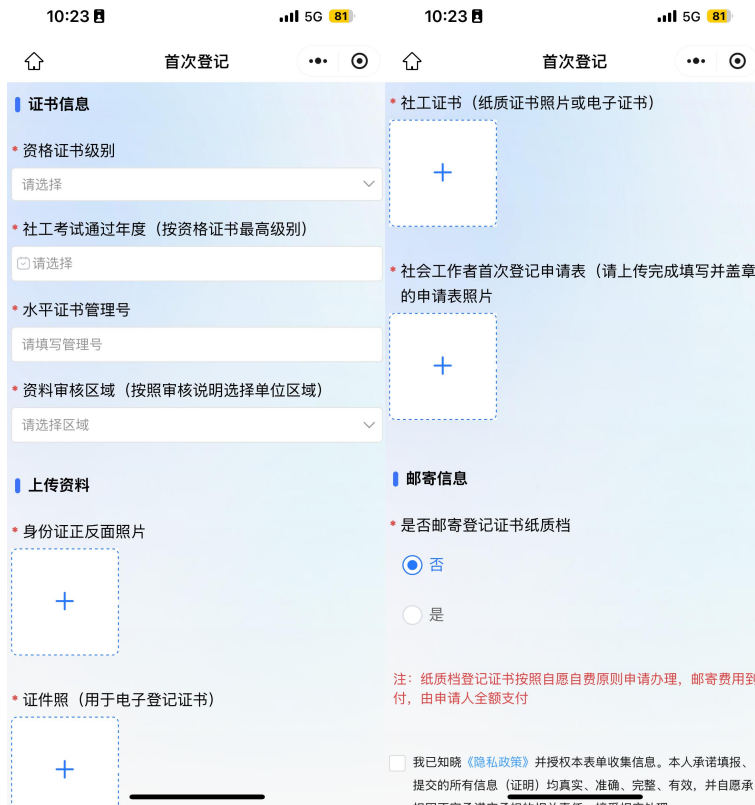 10:23
5G 81
首次登记
证书信息
* 资格证书级别
请选择
* 社工考试通过年度（按资格证书最高级别）
请选择
* 水平证书管理号
请填写管理号
* 资料审核区域（按照审核说明选择单位区域）
请选择区域
上传资料
* 身份证正反面照片
* 证件照（用于电子登记证书）
10:23
5G 81
首次登记
* 社工证书（纸质证书照片或电子证书）
* 社会工作者首次登记申请表（请上传完成填写并盖章
的申请表照片
邮寄信息
* 是否邮寄登记证书纸质档
否
是
注：纸质档登记证书按照自愿自费原则申请办理，邮寄费用到
付，由申请人全额支付
我已知晓《隐私政策》并授权本表单收集信息。本人承诺填报、
提交的所有信息（证明）均真实、准确、完整、有效，并自愿承